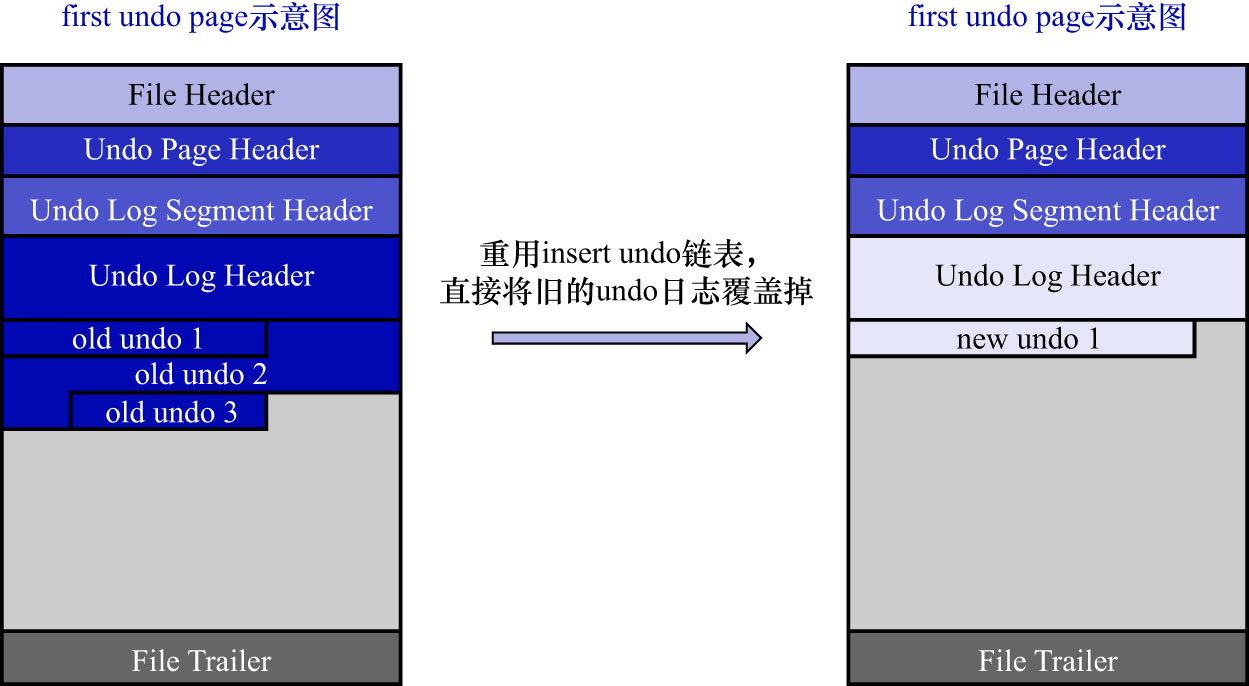 first undo page示意图
File Header
Undo Page Header
Undo Log Segment Header
Undo Log Header
old undo 1
old undo 2
old undo 3
File Trailer
重用insert undo链表，
直接将旧的undo日志覆盖掉
first undo page示意图
File Header
Undo Page Header
Undo Log Segment Header
Undo Log Header
new undo 1
File Trailer